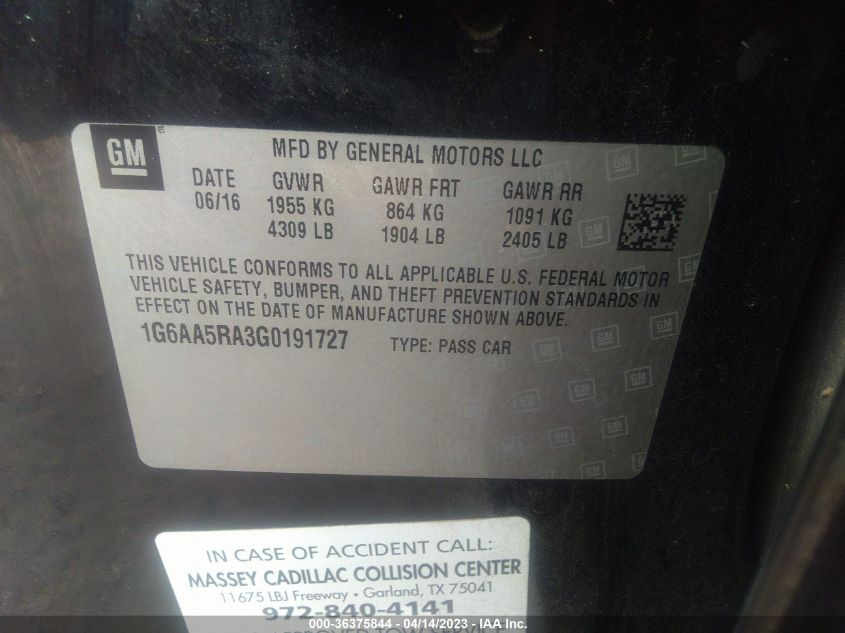 GM
MFD BY GENERAL MOTORS LLC
DATE GVWR GAWR FRT GAWR RR
06/16 1955 KG 864 KG 1091 KG
4309 LB 1904 LB 2405 LB
THIS VEHICLE CONFORMS TO ALL APPLICABLE U.S. FEDERAL MOTOR
VEHICLE SAFETY, BUMPER, AND THEFT PREVENTION STANDARDS IN
EFFECT ON THE DATE OF MANUFACTURE SHOWN ABOVE.
1G6AA5RA3G0191727 TYPE: PASS CAR
IN CASE OF ACCIDENT CALL:
MASSEY CADILLAC COLLISION CENTER
11675 LBJ Freeway • Garland, TX 75041
972-840-4141
APPROVED TOW SERVICE
000-36375844 - 04/14/2023 - IAA Inc.